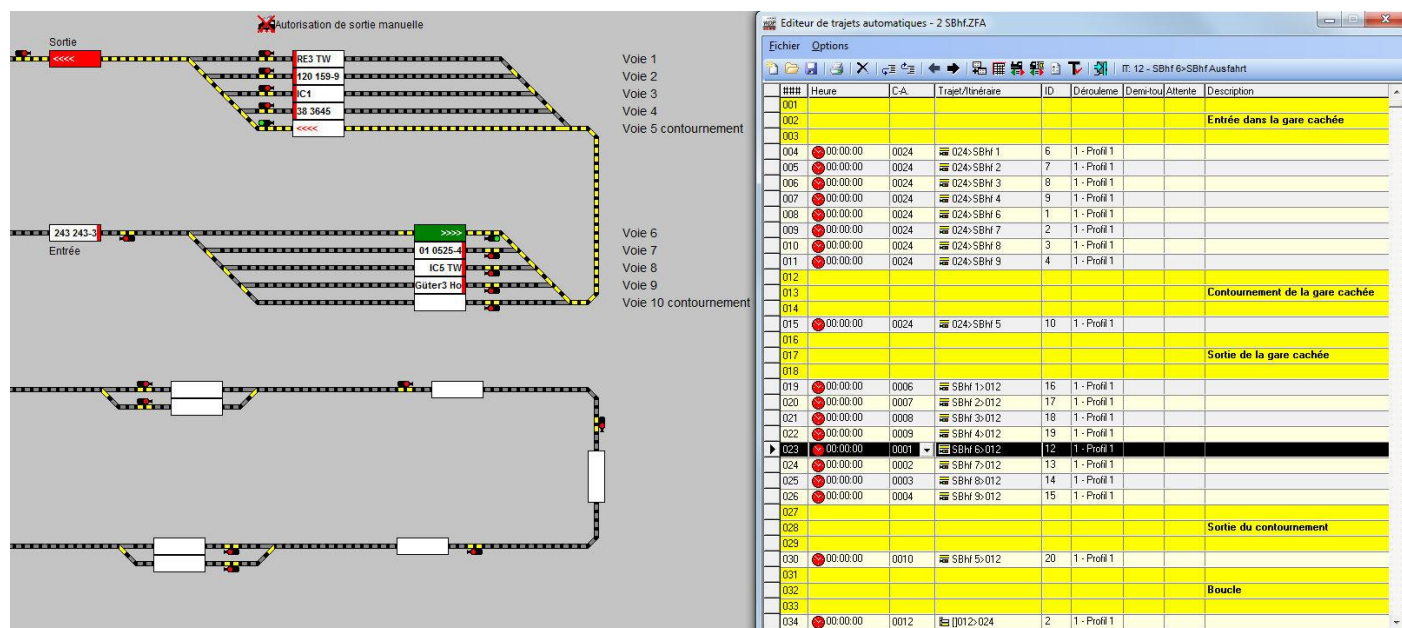 Autorisation de sortie manuelle
Sortie
<<<<
RE3 TW
Voie 1
120 159-9
Voie 2
IC1
Voie 3
38 3645
Voie 4
<<<<
Voie 5 contournement
243 243-3
Entrée
>>>>
Voie 6
01 0525-4
Voie 7
IC5 TW
Voie 8
Güter3 Ho
Voie 9
Voie 10 contournement
Editeur de trajets automatiques - 2 SBhf.ZFA
Fichier Options
IT: 12 - SBhf 6>SBhf Ausfahrt
### Heure C-A. Trajet/Itinéraire ID Dérouleme Demi-tou Attente Description
001
002 Entrée dans la gare cachée
003
004 00:00:00 0024 024>SBhf 1 6 1 - Profil 1
005 00:00:00 0024 024>SBhf 2 7 1 - Profil 1
006 00:00:00 0024 024>SBhf 3 8 1 - Profil 1
007 00:00:00 0024 024>SBhf 4 9 1 - Profil 1
008 00:00:00 0024 024>SBhf 6 1 1 - Profil 1
009 00:00:00 0024 024>SBhf 7 2 1 - Profil 1
010 00:00:00 0024 024>SBhf 8 3 1 - Profil 1
011 00:00:00 0024 024>SBhf 9 4 1 - Profil 1
012
013 Contournement de la gare cachée
014
015 00:00:00 0024 024>SBhf 5 10 1 - Profil 1
016
017 Sortie de la gare cachée
018
019 00:00:00 0006 SBhf 1>012 16 1 - Profil 1
020 00:00:00 0007 SBhf 2>012 17 1 - Profil 1
021 00:00:00 0008 SBhf 3>012 18 1 - Profil 1
022 00:00:00 0009 SBhf 4>012 19 1 - Profil 1
023 00:00:00 0001 SBhf 6>012 12 1 - Profil 1
024 00:00:00 0002 SBhf 7>012 13 1 - Profil 1
025 00:00:00 0003 SBhf 8>012 14 1 - Profil 1
026 00:00:00 0004 SBhf 9>012 15 1 - Profil 1
027
028 Sortie du contournement
029
030 00:00:00 0010 SBhf 5>012 20 1 - Profil 1
031
032 Boucle
033
034 00:00:00 0012 []012>024 2 1 - Profil 1